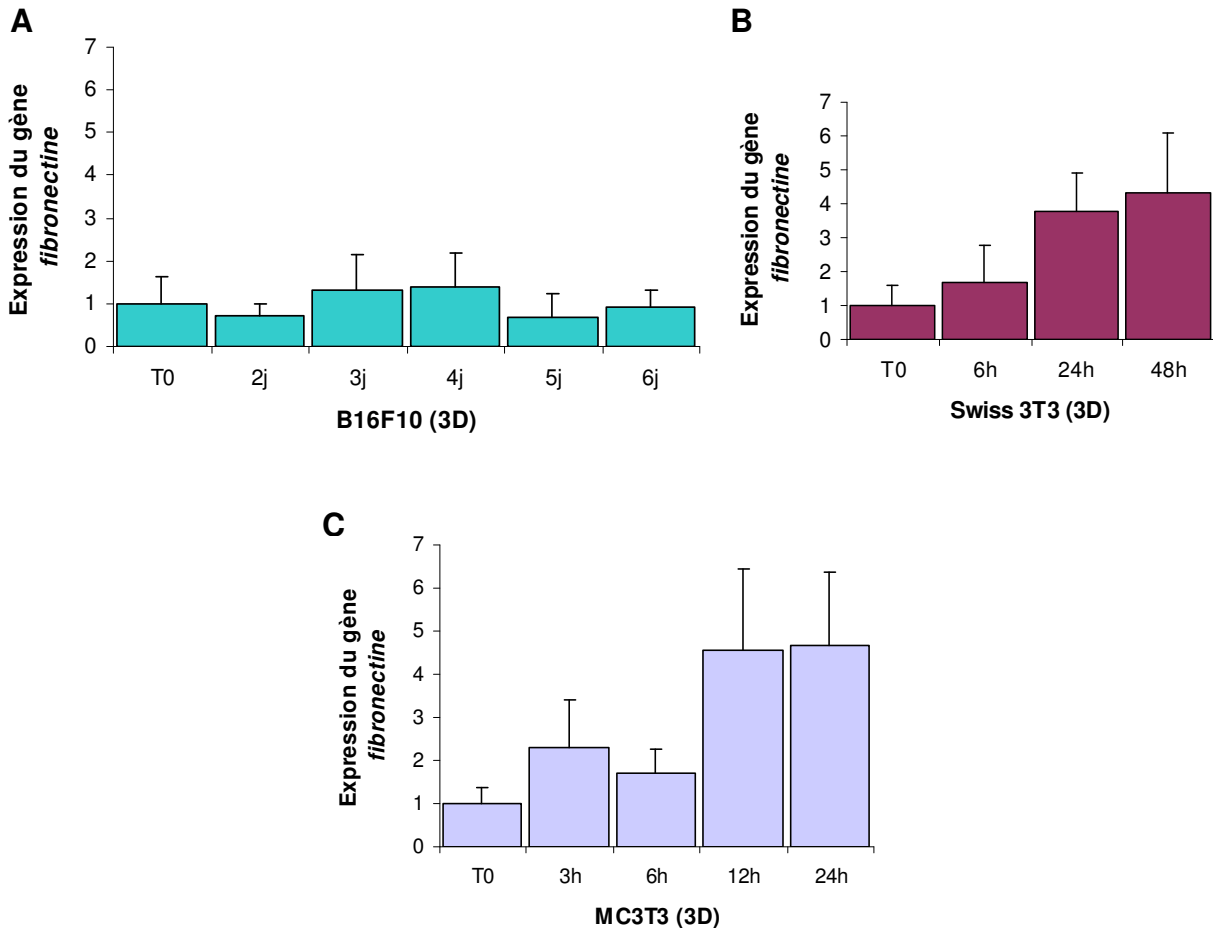 A
Expression du gène
fibronectine
7
6
5
4
3
2
1
0
T0 2j 3j 4j 5j 6j
B16F10 (3D)
B
Expression du gène
fibronectine
7
6
5
4
3
2
1
0
T0 6h 24h 48h
Swiss 3T3 (3D)
C
Expression du gène
fibronectine
7
6
5
4
3
2
1
0
T0 3h 6h 12h 24h
MC3T3 (3D)